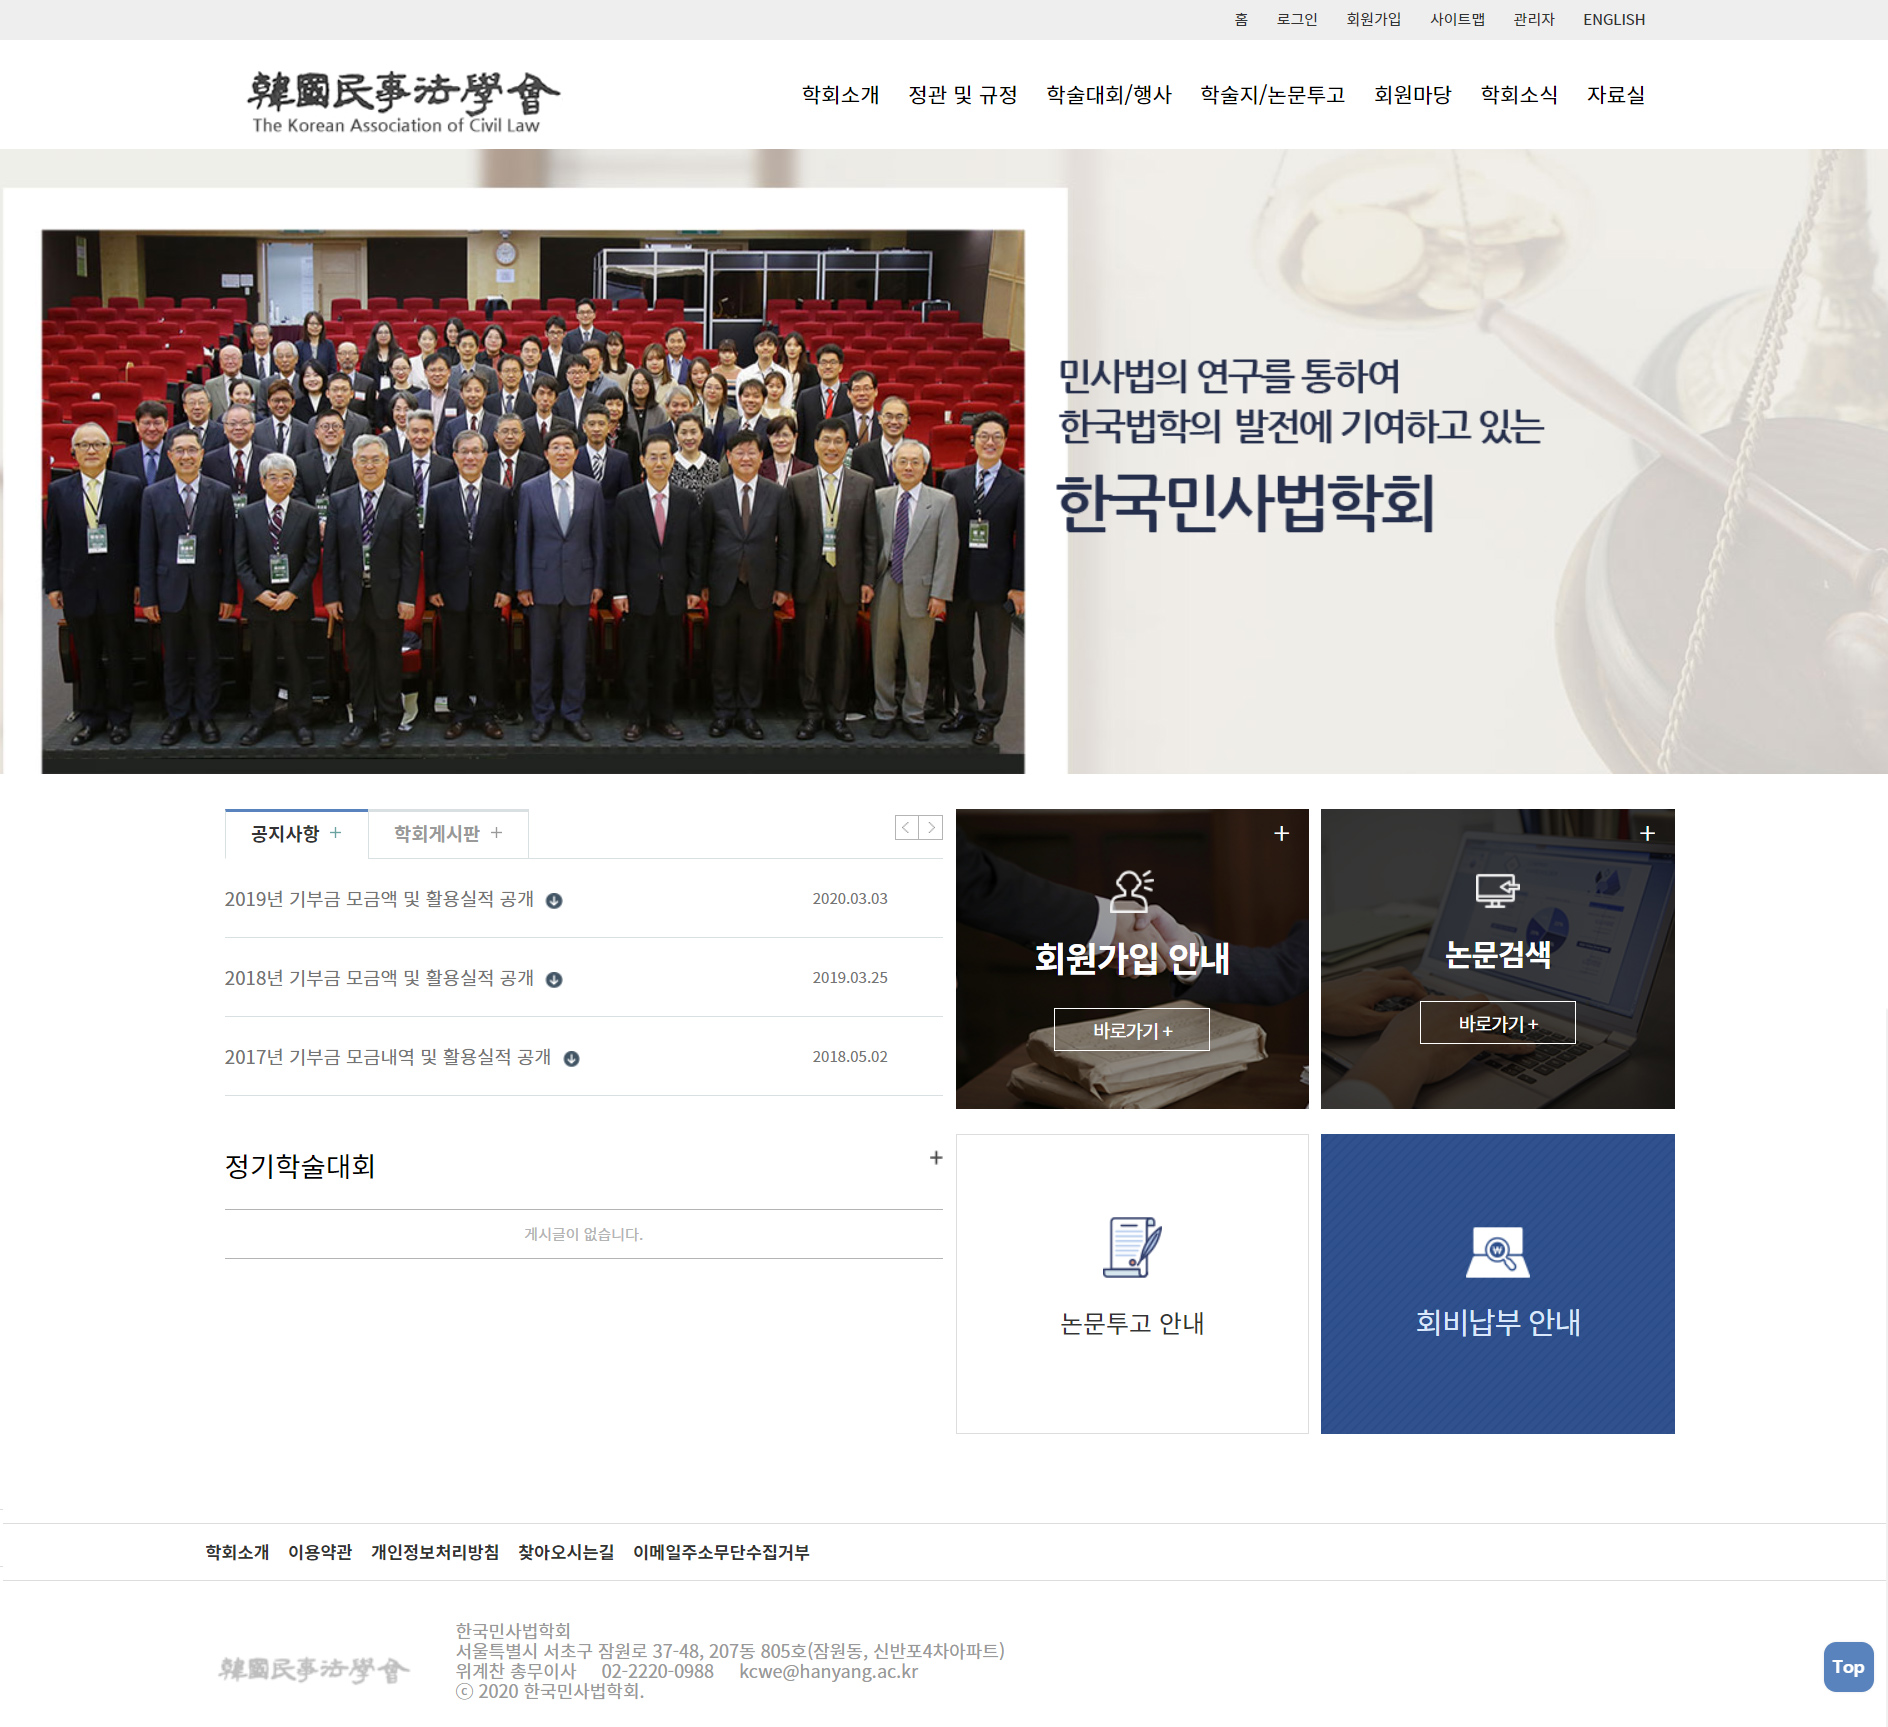 홈 로그인 회원가입 사이트맵 관리자 ENGLISH
韓國民事法學會
The Korean Association of Civil Law
학회소개 정관 및 규정 학술대회/행사 학술지/논문투고 회원마당 학회소식 자료실
민사법의 연구를 통하여
한국법학의 발전에 기여하고 있는
한국민사법학회
공지사항 + 학회게시판 +
2019년 기부금 모금액 및 활용실적 공개 2020.03.03
2018년 기부금 모금액 및 활용실적 공개 2019.03.25
2017년 기부금 모금내역 및 활용실적 공개 2018.05.02
정기학술대회 +
게시글이 없습니다.
+
회원가입 안내
바로가기 +
+
논문검색
바로가기 +
논문투고 안내
회비납부 안내
학회소개 이용약관 개인정보처리방침 찾아오시는길 이메일주소무단수집거부
韓國民事法學會
한국민사법학회
서울특별시 서초구 잠원로 37-48, 207동 805호(잠원동, 신반포4차아파트)
위계찬 총무이사 02-2220-0988 kcwe@hanyang.ac.kr
ⓒ 2020 한국민사법학회.
Top